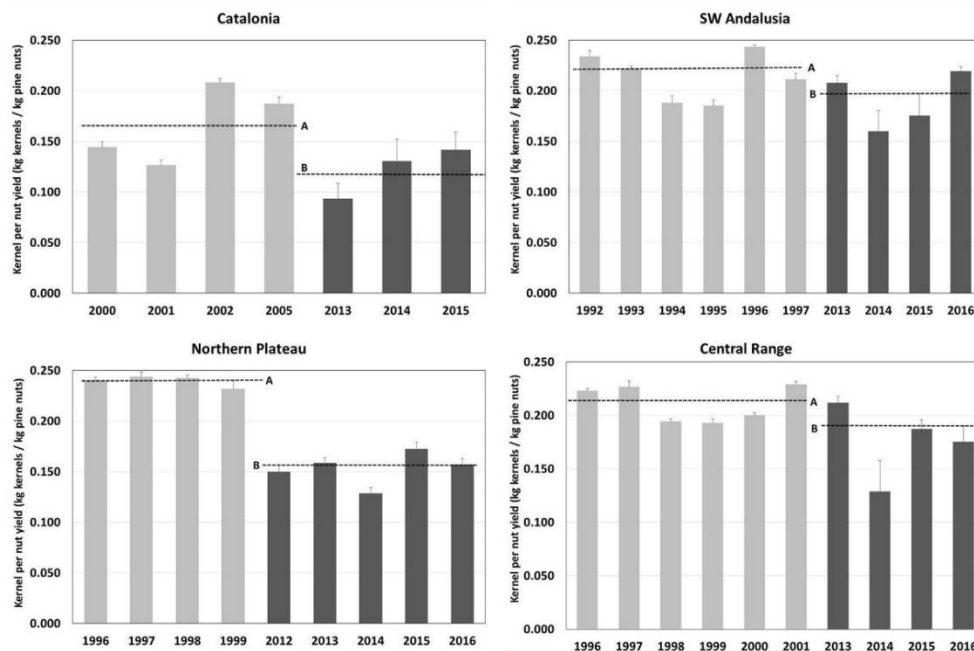 Catalonia
Kernel per nut yield (kg kernels / kg pine nuts)
0.250
0.200
0.150
0.100
0.050
0.000
A
B
2000 2001 2002 2005 2013 2014 2015
SW Andalusia
Kernel per nut yield (kg kernels / kg pine nuts)
0.250
0.200
0.150
0.100
0.050
0.000
A
B
1992 1993 1994 1995 1996 1997 2013 2014 2015 2016
Northern Plateau
Kernel per nut yield (kg kernels / kg pine nuts)
0.250
0.200
0.150
0.100
0.050
0.000
A
B
1996 1997 1998 1999 2012 2013 2014 2015 2016
Central Range
Kernel per nut yield (kg kernels / kg pine nuts)
0.250
0.200
0.150
0.100
0.050
0.000
A
B
1996 1997 1998 1999 2000 2001 2013 2014 2015 2016